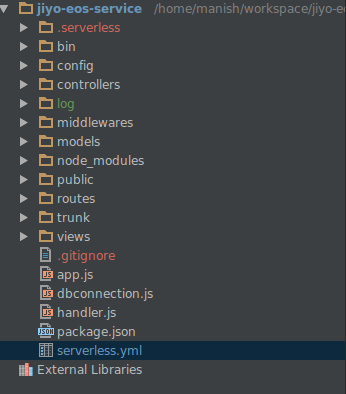 jiyo-eos-service /home/manish/workspace/jiyo-e
.serverless
bin
config
controllers
log
middlewares
models
node_modules
public
routes
trunk
views
.gitignore
app.js
dbconnection.js
handler.js
package.json
serverless.yml
External Libraries